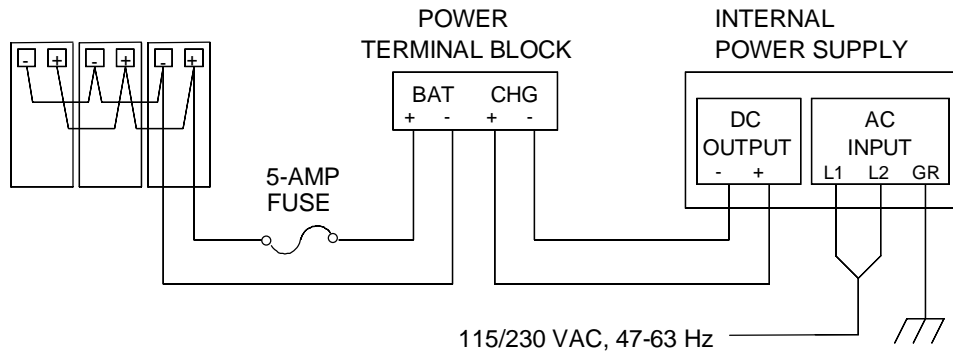 POWER
TERMINAL BLOCK
INTERNAL
POWER SUPPLY
- + - + - +
BAT CHG
+ - + -
DC
OUTPUT
- +
AC
INPUT
L1 L2 GR
5-AMP
FUSE
115/230 VAC, 47-63 Hz